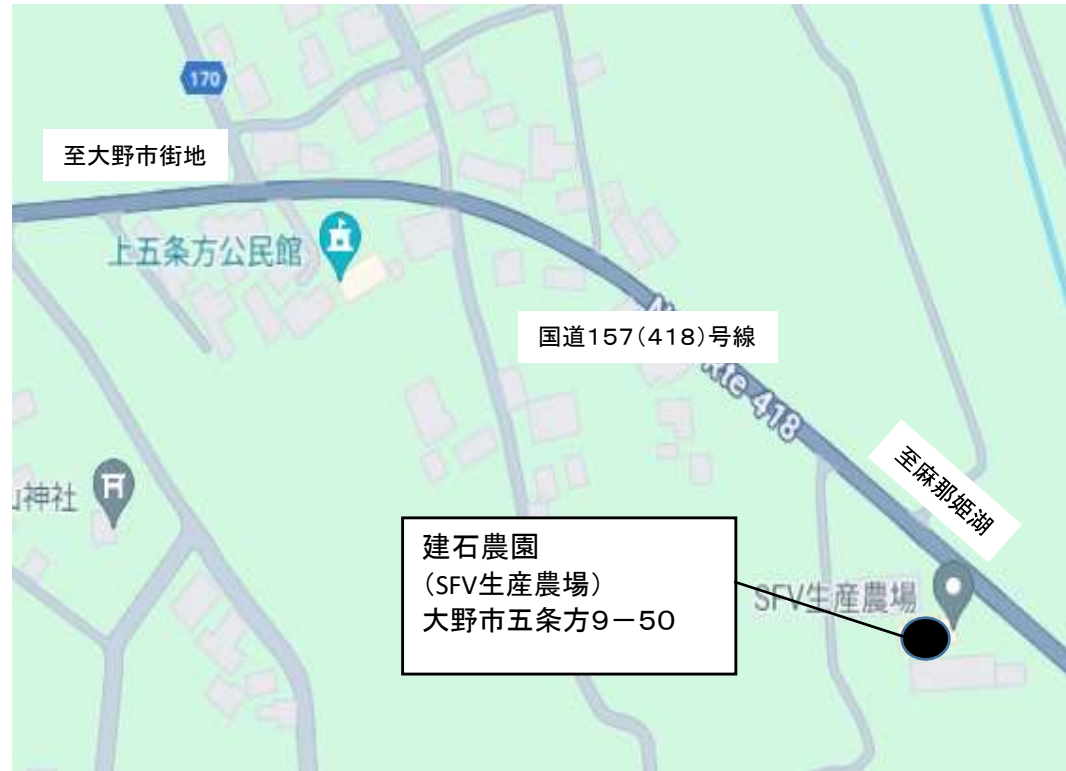 170
至大野市街地
上五条方公民館
国道157(418)号線
Rte 418
至麻那姫湖
山神社
建石農園
(SFV生産農場)
大野市五条方9－50
SFV生産農場